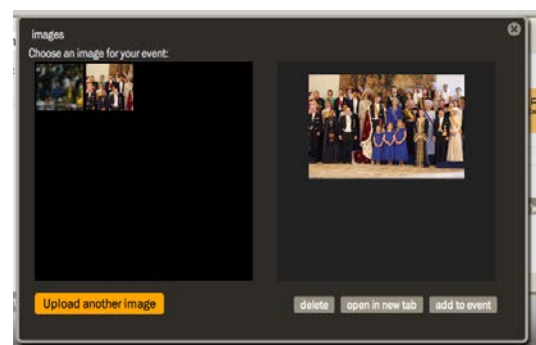 images
Choose an image for your event:
Upload another image
delete
open in new tab
add to event